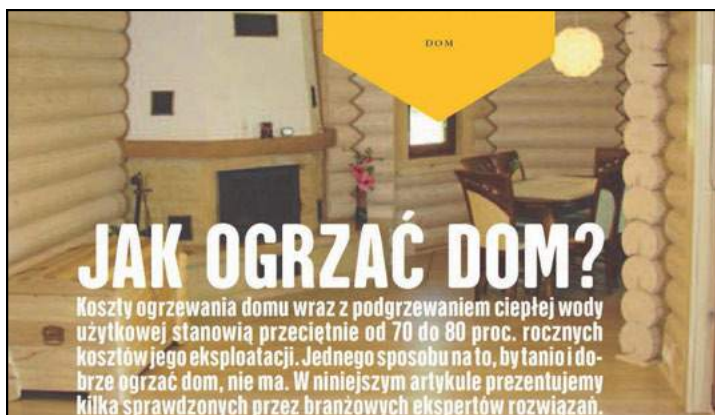 DOM
JAK OGRZAĆ DOM?
Koszty ogrzewania domu wraz z podgrzewaniem ciepłej wody
użytkowej stanowią przeciętnie od 70 do 80 proc. rocznych
kosztów jego eksploatacji. Jednego sposobu na to, by tanio i do-
brze ogrzać dom, nie ma. W niniejszym artykule prezentujemy
kilka sprawdzonych przez branżowych ekspertów rozwiązań.